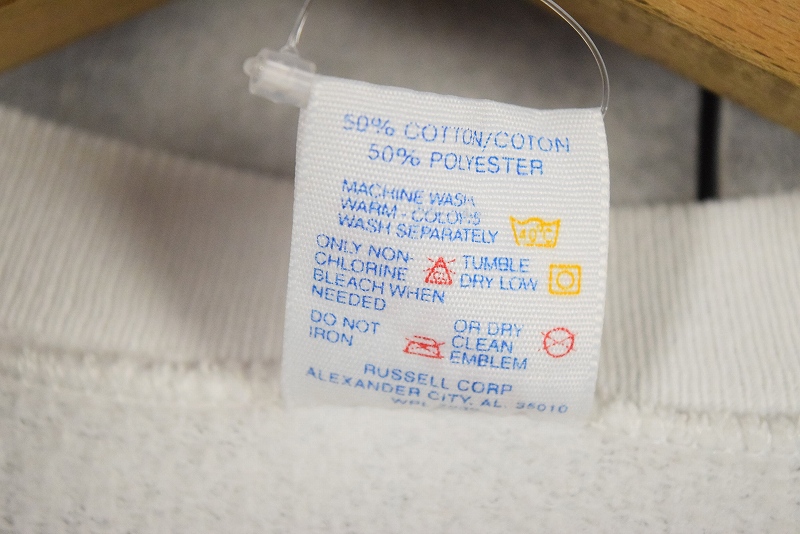 50% COTTON/COTON
50% POLYESTER
MACHINE WASH
WARM - COLORS
WASH SEPARATELY
ONLY NON-
CHLORINE
BLEACH WHEN
NEEDED
TUMBLE
DRY LOW
DO NOT
IRON
OR DRY
CLEAN
EMBLEM
RUSSELL CORP
ALEXANDER CITY, AL. 35010
WPL